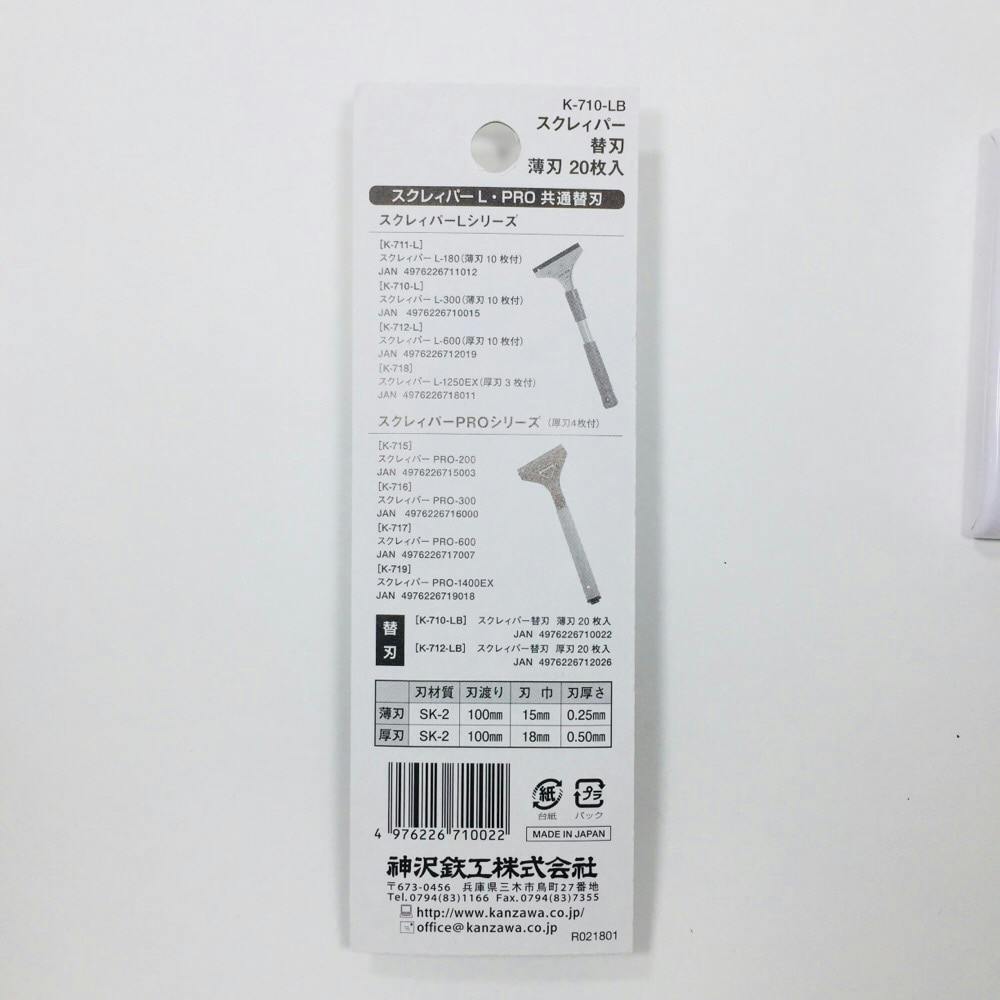 K-710-LB
スクレィパー
替刃
薄刃 20枚入
スクレィパー L・PRO 共通替刃
スクレィパーLシリーズ
[K-711-L]
スクレィパー L-180(薄刃10枚付)
JAN 4976226711012
[K-710-L]
スクレィパー L-300(薄刃10枚付)
JAN 4976226710015
[K-712-L]
スクレィパー L-600(厚刃10枚付)
JAN 4976226712019
[K-718]
スクレィパー L-1250EX(厚刃3枚付)
JAN 4976226718011
スクレィパーPROシリーズ (厚刃4枚付)
[K-715]
スクレィパー PRO-200
JAN 4976226715003
[K-716]
スクレィパー PRO-300
JAN 4976226716000
[K-717]
スクレィパー PRO-600
JAN 4976226717007
[K-719]
スクレィパー PRO-1400EX
JAN 4976226719018
替刃
[K-710-LB] スクレィパー替刃 薄刃20枚入
JAN 4976226710022
[K-712-LB] スクレィパー替刃 厚刃20枚入
JAN 4976226712026
刃材質 刃渡り 刃巾 刃厚さ
薄刃 SK-2 100㎜ 15㎜ 0.25㎜
厚刃 SK-2 100㎜ 18㎜ 0.50㎜
紙 プラ
台紙 パック
4 976226 710022
MADE IN JAPAN
神沢鉄工株式会社
〒673-0456 兵庫県三木市鳥町27番地
Tel.0794(83)1166 Fax.0794(83)7355
http://www.kanzawa.co.jp/
office@kanzawa.co.jp
R021801